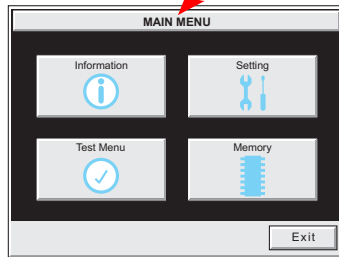 MAIN MENU
Information
Setting
Test Menu
Memory
Exit